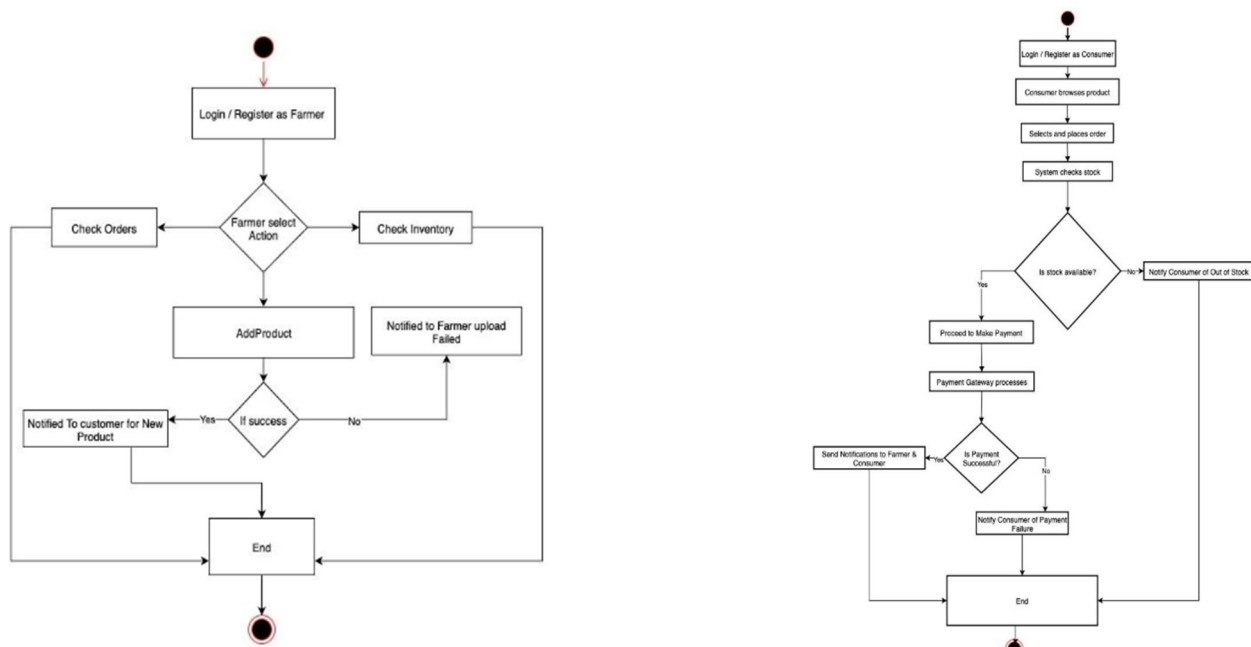 Login / Register as Farmer
Farmer select
Action
Check Orders
Check Inventory
AddProduct
Notified to Farmer upload
Failed
If success
Yes
No
Notified To customer for New
Product
End
Login / Register as Consumer
Consumer browses product
Selects and places order
System checks stock
Is stock available?
No
Notify Consumer of Out of Stock
Yes
Proceed to Make Payment
Payment Gateway processes
Is Payment
Successful?
Yes
Send Notifications to Farmer &
Consumer
No
Notify Consumer of Payment
Failure
End